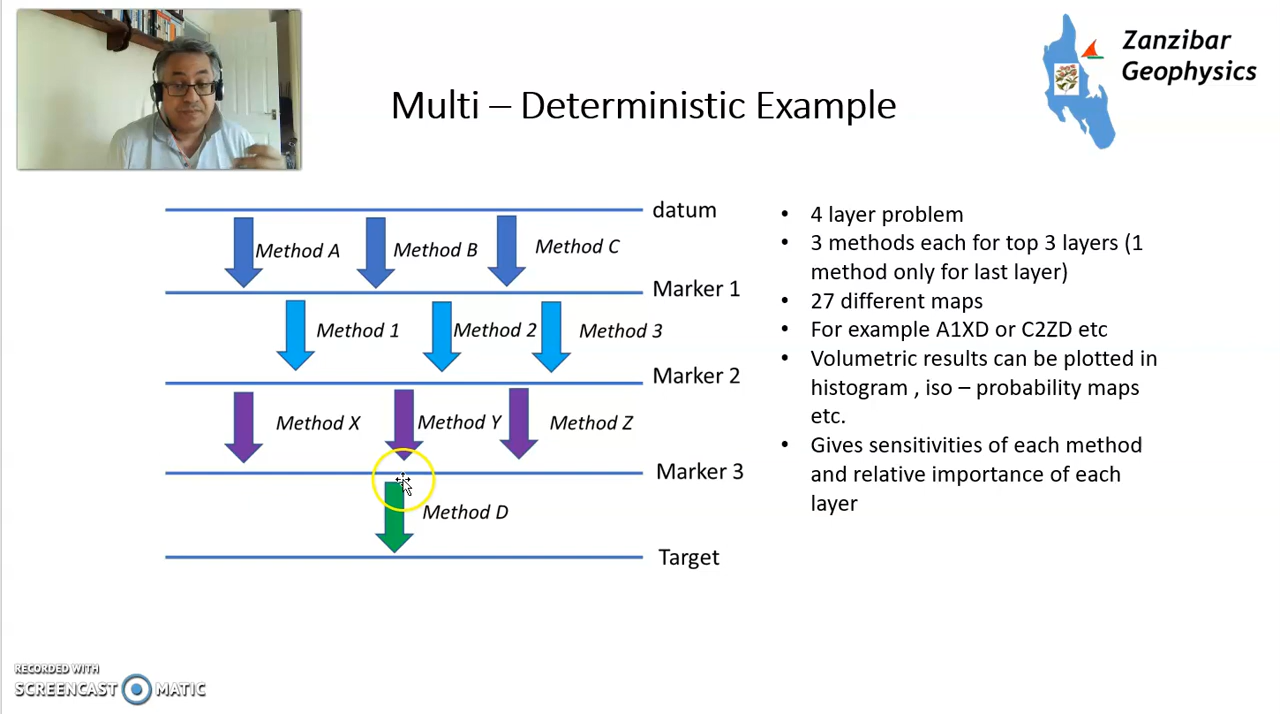 Zanzibar
Geophysics
Multi – Deterministic Example
datum
Method A
Method B
Method C
Marker 1
Method 1
Method 2
Method 3
Marker 2
Method X
Method Y
Method Z
Marker 3
Method D
Target
• 4 layer problem
• 3 methods each for top 3 layers (1
method only for last layer)
• 27 different maps
• For example A1XD or C2ZD etc
• Volumetric results can be plotted in
histogram , iso – probability maps
etc.
• Gives sensitivities of each method
and relative importance of each
layer
RECORDED WITH
SCREENCAST MATIC